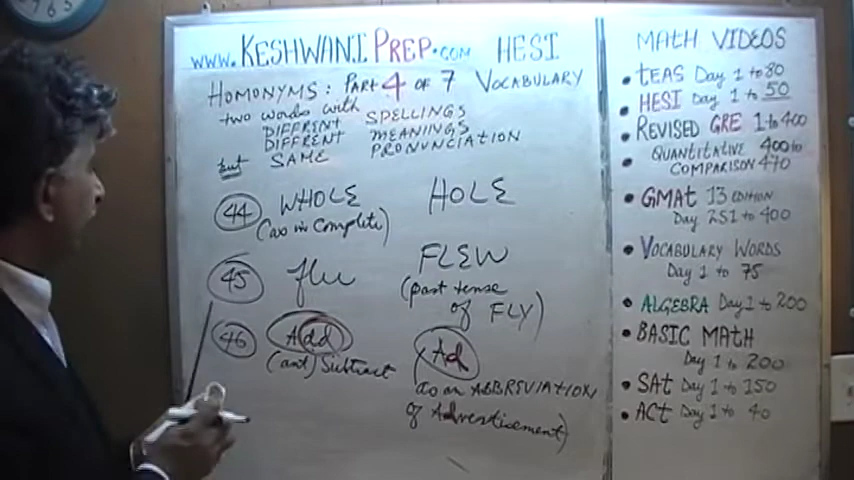 www.KESHWANIPREP.com HESI
HOMONYMS: PART 4 OF 7 VOCABULARY
two words with
DIFFRENT SPELLINGS
DIFFERENT MEANINGS
but SAME PRONUNCIATION
44 WHOLE HOLE
(as in complete)
45 flu FLEW
(past tense
of FLY)
46 Add Ad
(ant) Subtract
as an ABBREVIATION
of Advertisement)
MATH VIDEOS
• TEAS Day 1 to 80
• HESI Day 1 to 50
• REVISED GRE 1 to 400
• QUANTITATIVE 400 to
COMPARISON 470
• GMAT 13 EDITION
Day 251 to 400
• VOCABULARY WORDS
Day 1 to 75
• ALGEBRA Day 1 to 200
• BASIC MATH
Day 1 to 200
• SAT Day 1 to 150
• ACT Day 1 to 40